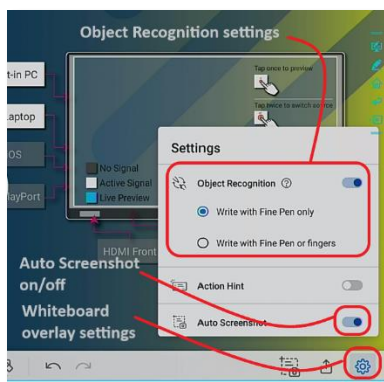 Object Recognition settings
Tap once to preview
t-in PC
Tap twice to switch source
aptop
Settings
OS
No Signal
Object Recognition
Active Signal
layPort
Live Preview
Write with Fine Pen only
HDMI Front
Write with Fine Pen or fingers
Auto Screenshot
on/off
Action Hint
Whiteboard
overlay settings
Auto Screenshot